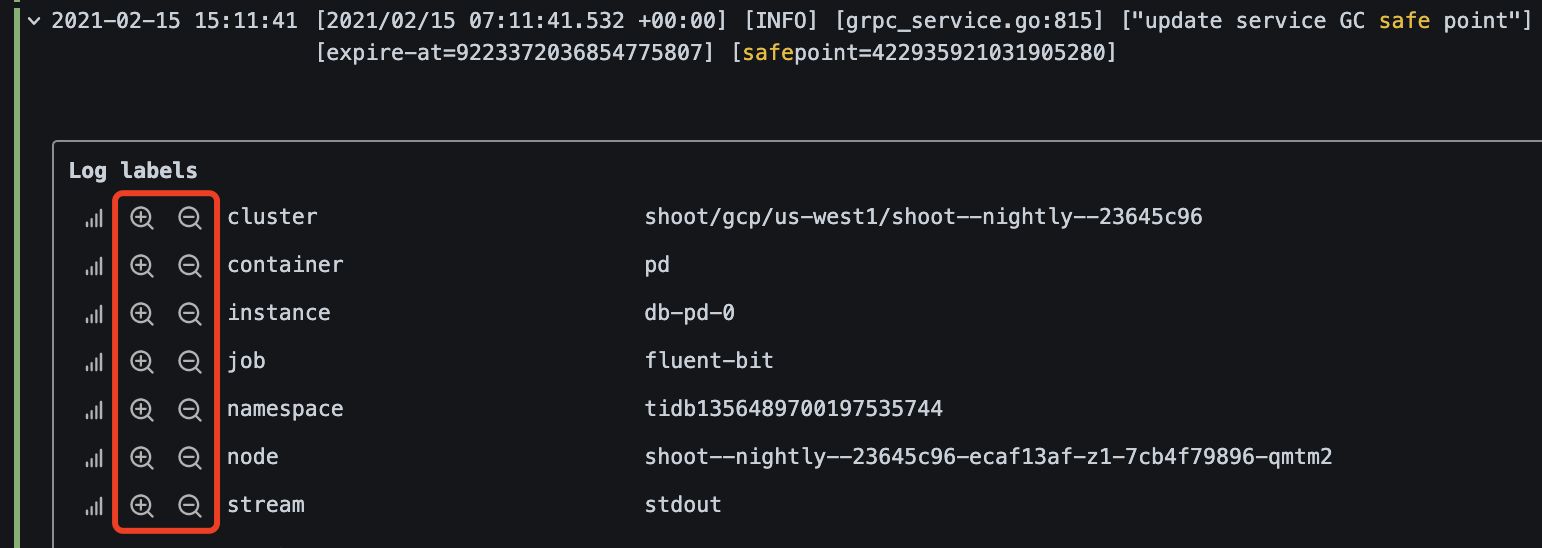 2021-02-15 15:11:41 [2021/02/15 07:11:41.532 +00:00] [INFO] [grpc_service.go:815] ["update service GC safe point"]
[expire-at=9223372036854775807] [safepoint=422935921031905280]
Log labels
cluster shoot/gcp/us-west1/shoot--nightly--23645c96
container pd
instance db-pd-0
job fluent-bit
namespace tidb1356489700197535744
node shoot--nightly--23645c96-ecaf13af-z1-7cb4f79896-qmtm2
stream stdout